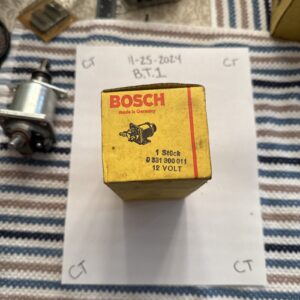 CT
11-25-2024
CT
B.T.1
BOSCH
made in Germany
1 Stück
0 331 300 011
12 VOLT
CT
CT